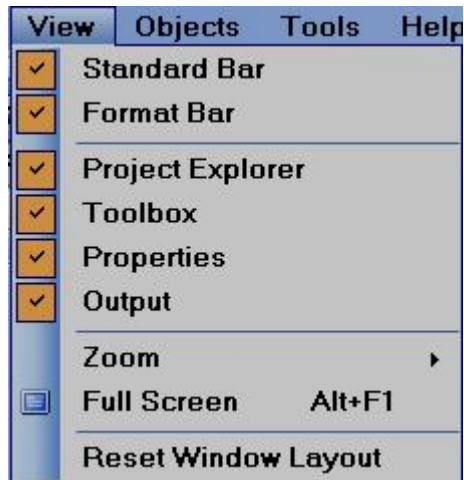 View Objects Tools Help
Standard Bar
Format Bar
Project Explorer
Toolbox
Properties
Output
Zoom
Full Screen Alt+F1
Reset Window Layout